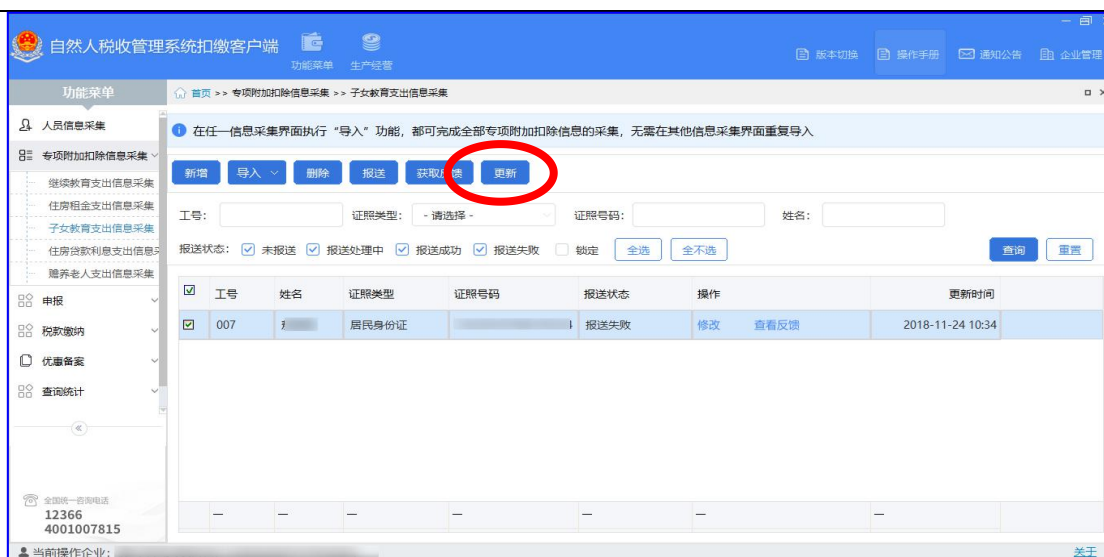 自然人税收管理系统扣缴客户端
功能菜单
生产经营
版本切换
操作手册
通知公告
企业管理
功能菜单
首页 >> 专项附加扣除信息采集 >> 子女教育支出信息采集
人员信息采集
专项附加扣除信息采集
继续教育支出信息采集
住房租金支出信息采集
子女教育支出信息采集
住房贷款利息支出信息
赡养老人支出信息采集
申报
税款缴纳
优惠备案
查询统计
全国统一咨询电话
12366
4001007815
在任一信息采集界面执行“导入”功能，都可完成全部专项附加扣除信息的采集，无需在其他信息采集界面重复导入
新增 导入 删除 报送 获取反馈 更新
工号： 证照类型： - 请选择 - 证照号码： 姓名：
报送状态： 未报送 报送处理中 报送成功 报送失败 锁定 全选 全不选 查询 重置
工号 姓名 证照类型 证照号码 报送状态 操作 更新时间
007 居民身份证 报送失败 修改 查看反馈 2018-11-24 10:34
— — — — — —
当前操作企业： 关于